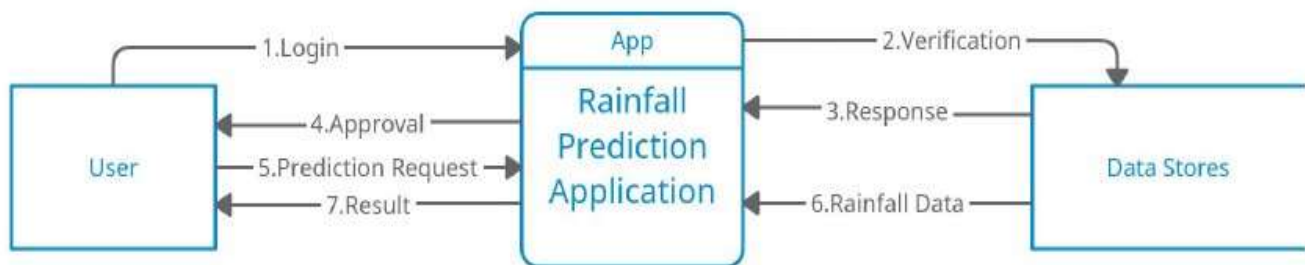 1.Login
App
2.Verification
Rainfall
Prediction
Application
4.Approval
3.Response
User
5.Prediction Request
Data Stores
7.Result
6.Rainfall Data